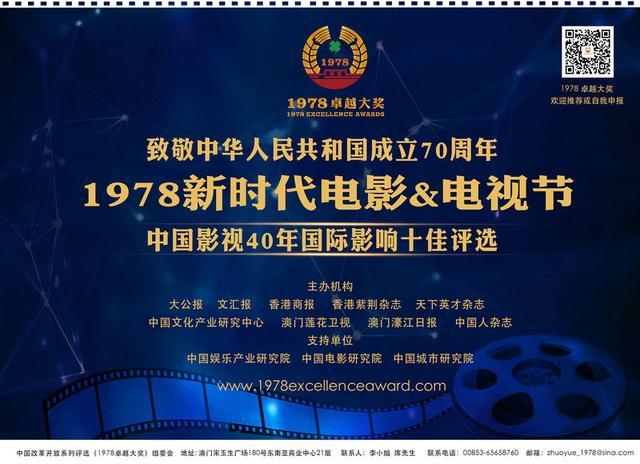 1978
1978 卓越大奖
1978 EXCELLENCE AWARDS
1978 卓越大奖
欢迎推荐或自我申报
致敬中华人民共和国成立70周年
1978新时代电影&电视节
中国影视40年国际影响十佳评选
主办机构
大公报 文汇报 香港商报 香港紫荆杂志 天下英才杂志
中国文化产业研究中心 澳门莲花卫视 澳门濠江日报 中国人杂志
支持单位
中国娱乐产业研究院 中国电影研究院 中国城市研究院
www.1978excellenceaward.com
中国改革开放系列评选（1978卓越大奖）组委会 地址: 澳门宋玉生广场180号东南亚商业中心21层 联系人：李小姐 席先生 联系电话：00853-65658760 邮箱：zhuoyue_1978@sina.com